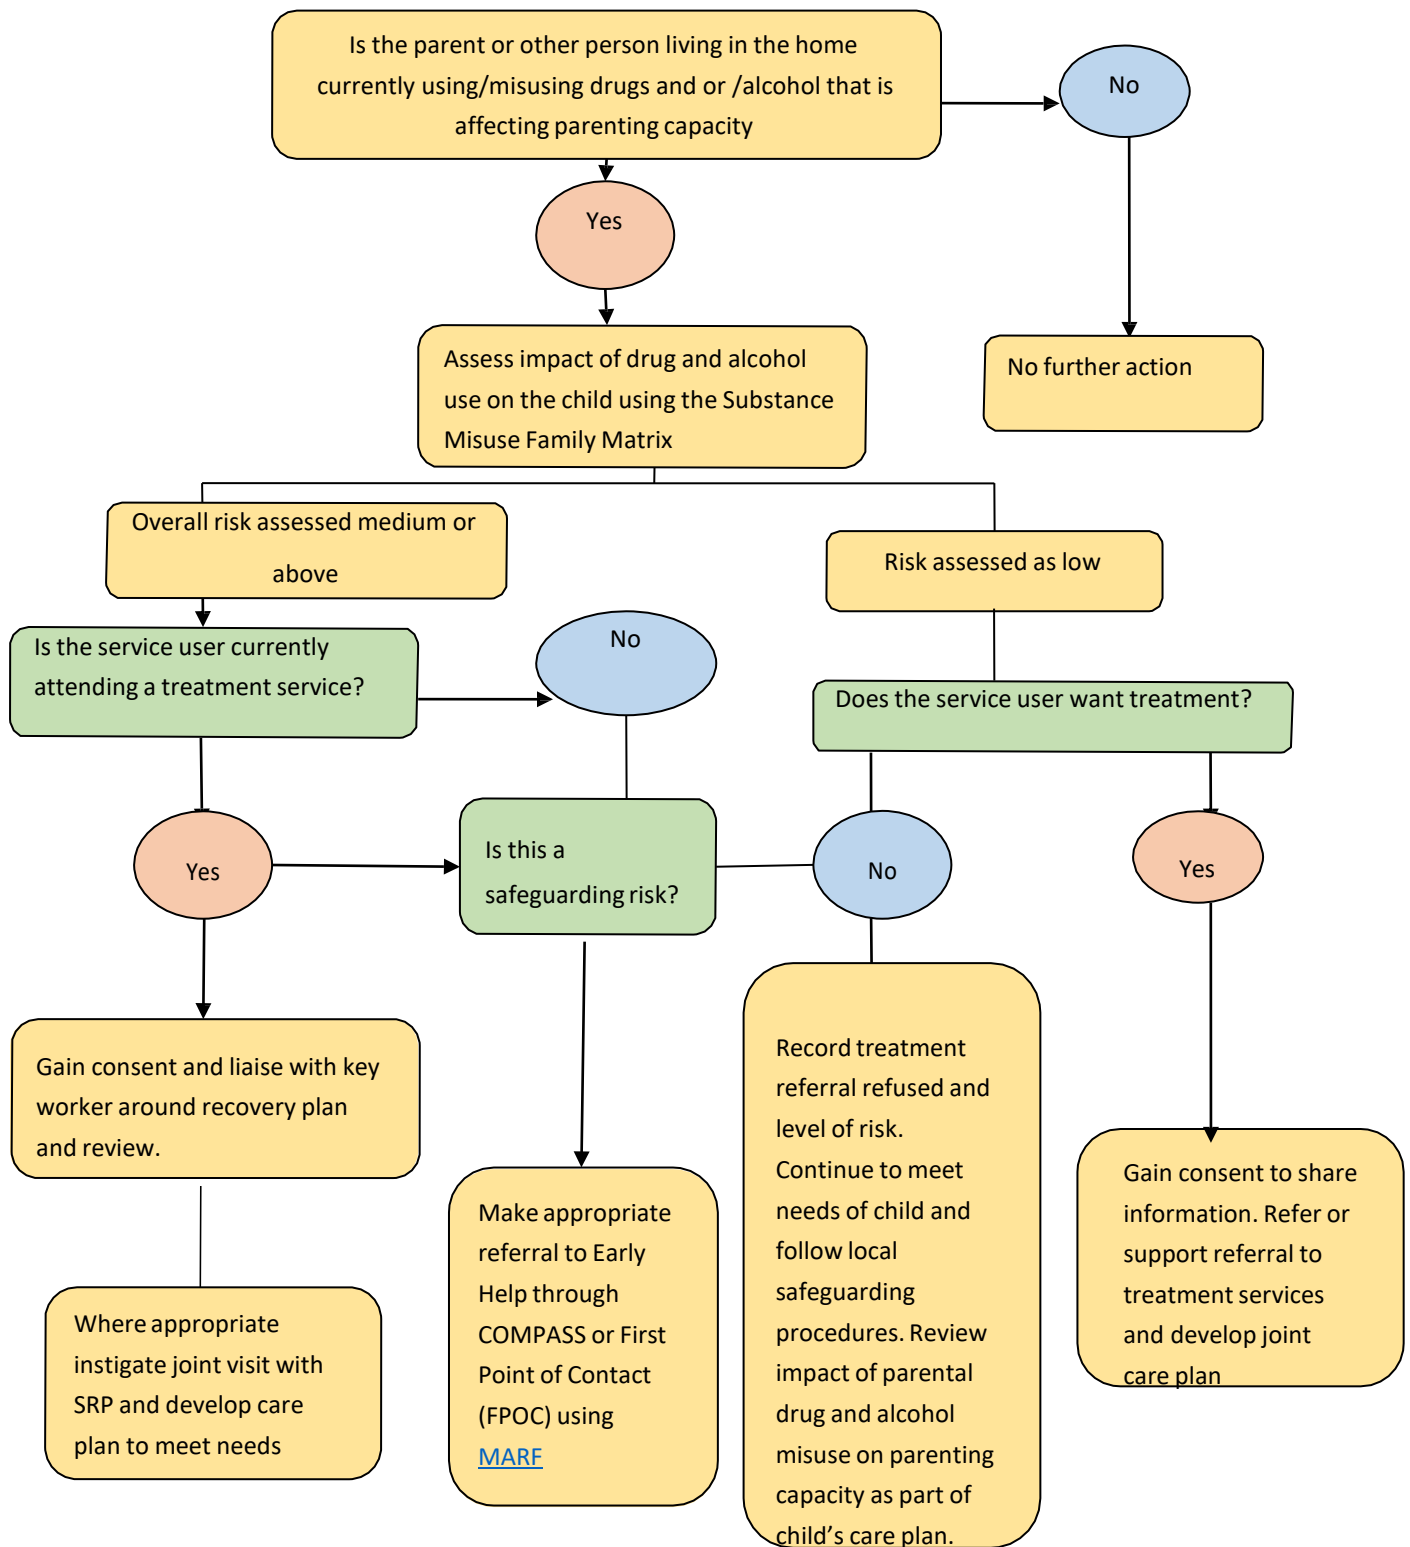 Is the parent or other person living in the home
currently using/misusing drugs and or /alcohol that is
affecting parenting capacity
No
Yes
Assess impact of drug and alcohol
use on the child using the Substance
Misuse Family Matrix
No further action
Overall risk assessed medium or
above
Risk assessed as low
Is the service user currently
attending a treatment service?
No
Does the service user want treatment?
Yes
Is this a
safeguarding risk?
No
Yes
Gain consent and liaise with key
worker around recovery plan
and review.
Where appropriate
instigate joint visit with
SRP and develop care
plan to meet needs
Make appropriate
referral to Early
Help through
COMPASS or First
Point of Contact
(FPOC) using
MARF
Record treatment
referral refused and
level of risk.
Continue to meet
needs of child and
follow local
safeguarding
procedures. Review
impact of parental
drug and alcohol
misuse on parenting
capacity as part of
child’s care plan.
Gain consent to share
information. Refer or
support referral to
treatment services
and develop joint
care plan